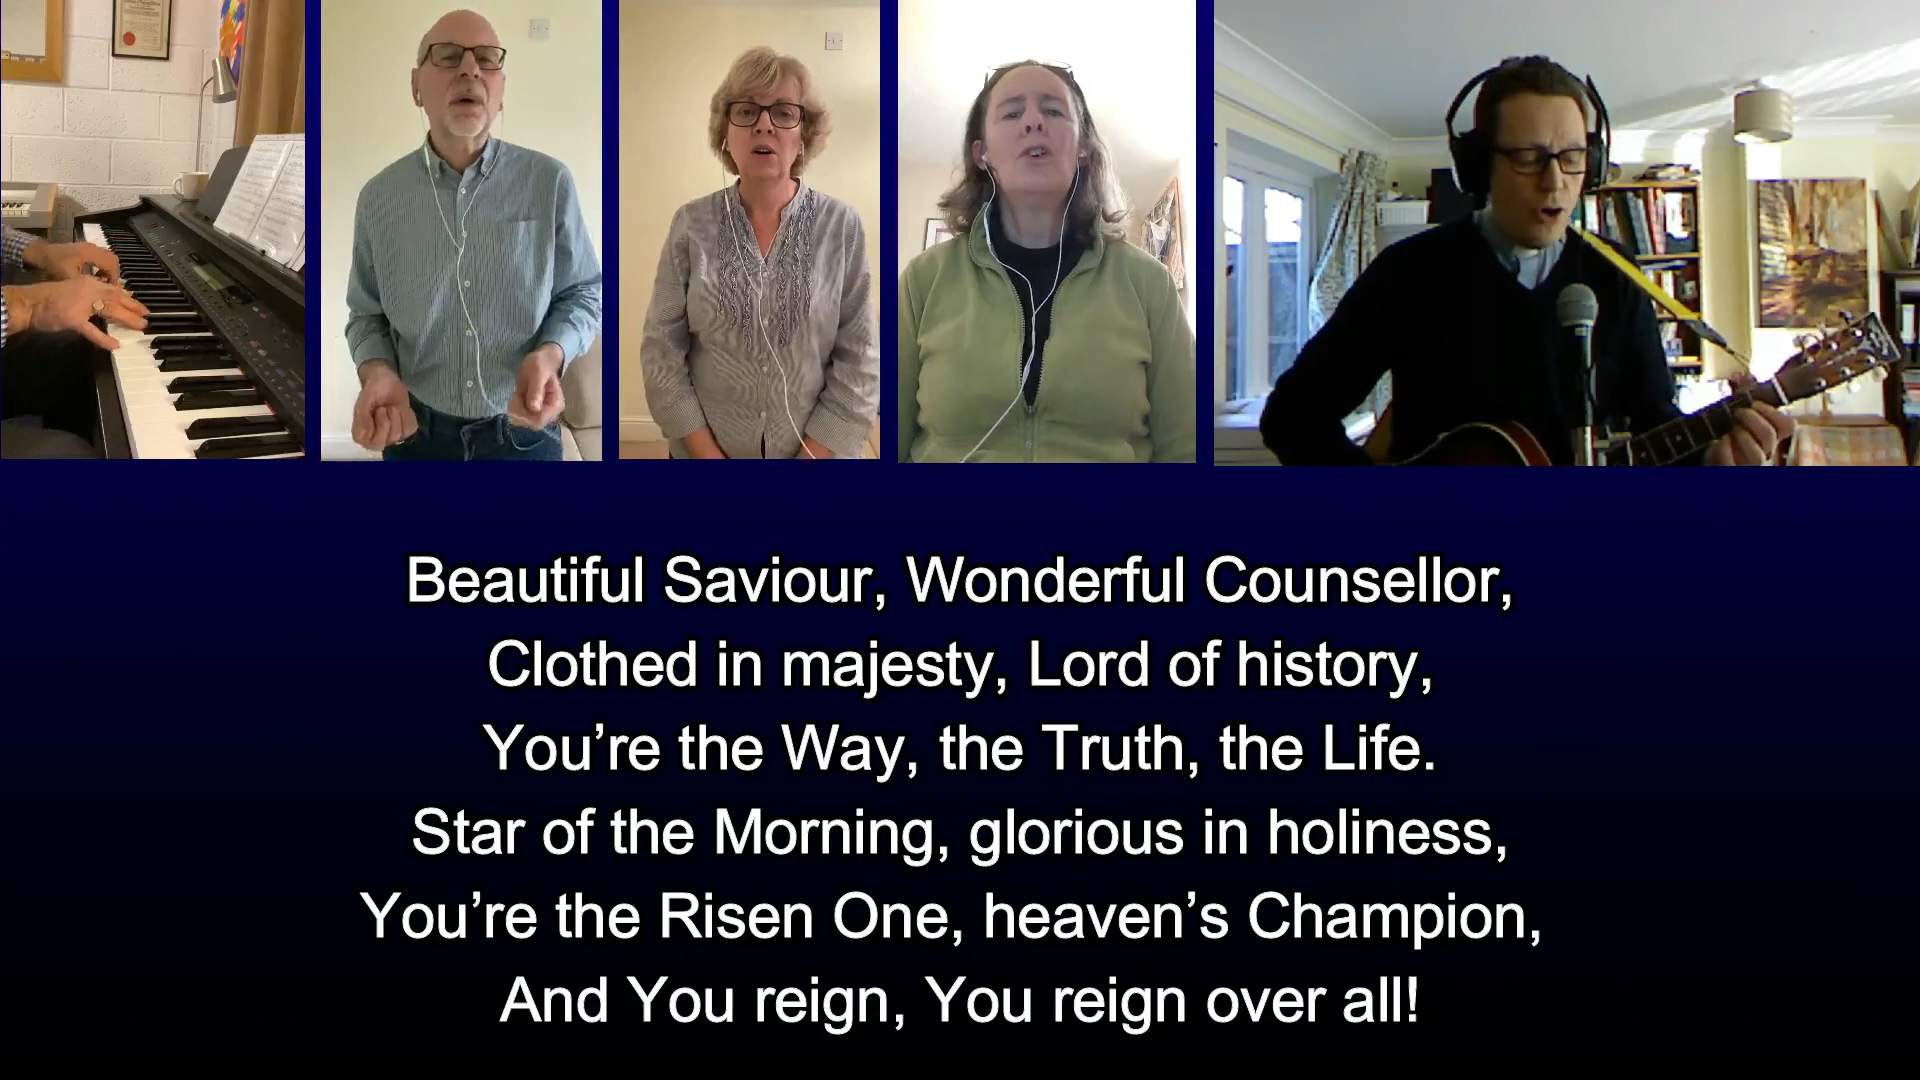 Beautiful Saviour, Wonderful Counsellor,
Clothed in majesty, Lord of history,
You’re the Way, the Truth, the Life.
Star of the Morning, glorious in holiness,
You’re the Risen One, heaven’s Champion,
And You reign, You reign over all!